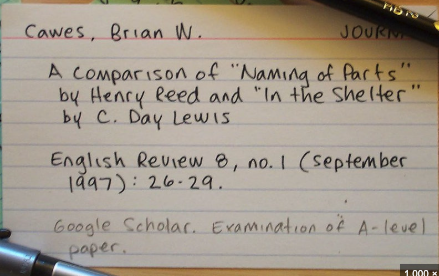 Cawes, Brian W. JOURN
A Comparison of "Naming of Parts"
by Henry Reed and "In the Shelter"
by C. Day Lewis
English Review 8, no. 1 (September
1997): 26-29.
Google Scholar. Examination of A-level
paper.
1,000 ×